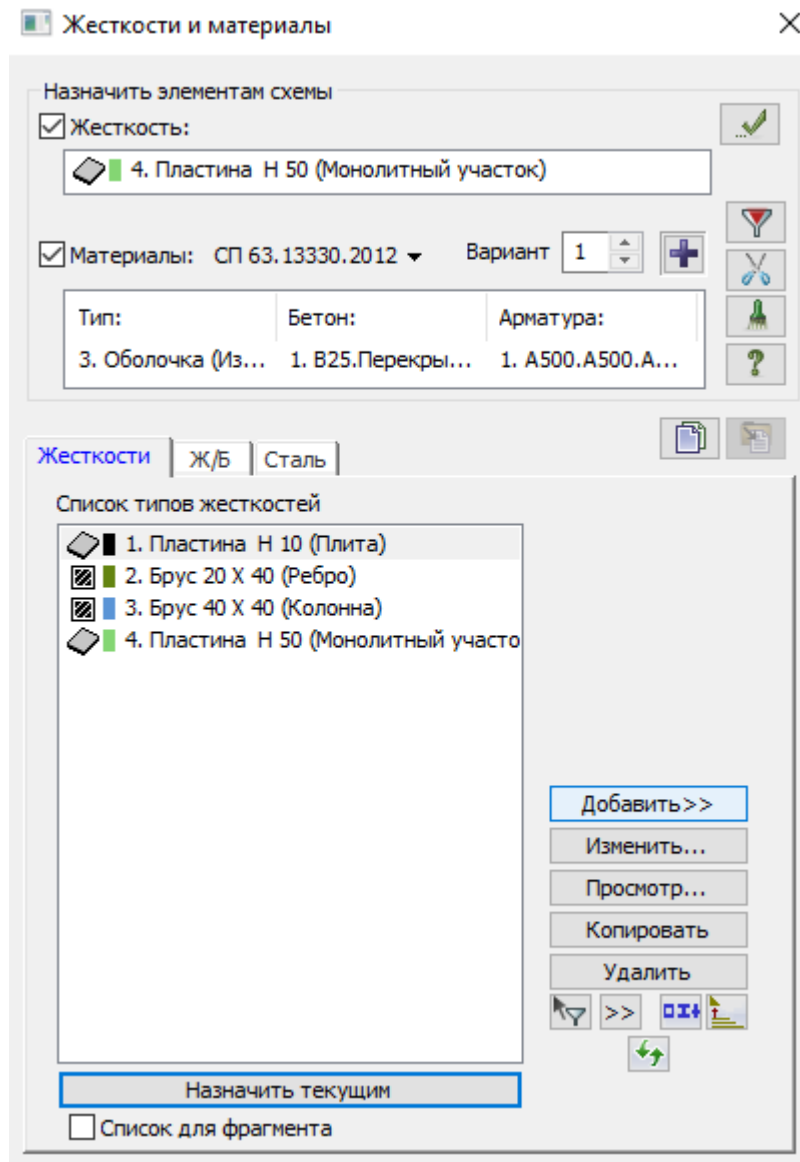 Жесткости и материалы
Назначить элементам схемы
Жесткость:
4. Пластина H 50 (Монолитный участок)
Материалы: СП 63.13330.2012 Вариант 1
Тип: Бетон: Арматура:
3. Оболочка (Из... 1. В25.Перекры... 1. А500.А500.А...
Жесткости Ж/Б Сталь
Список типов жесткостей
1. Пластина H 10 (Плита)
2. Брус 20 X 40 (Ребро)
3. Брус 40 X 40 (Колонна)
4. Пластина H 50 (Монолитный участо
Добавить>>
Изменить...
Просмотр...
Копировать
Удалить
>>
Назначить текущим
Список для фрагмента